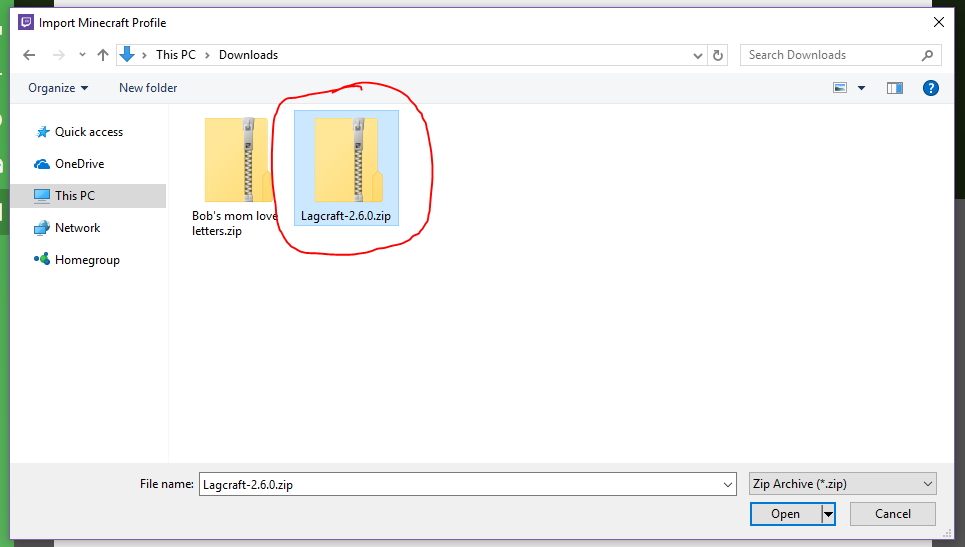 Import Minecraft Profile
This PC
Downloads
Search Downloads
Organize
New folder
Quick access
OneDrive
This PC
Network
Homegroup
Bob's mom love
letters.zip
Lagcraft-2.6.0.zip
File name:
Lagcraft-2.6.0.zip
Zip Archive (*.zip)
Open
Cancel